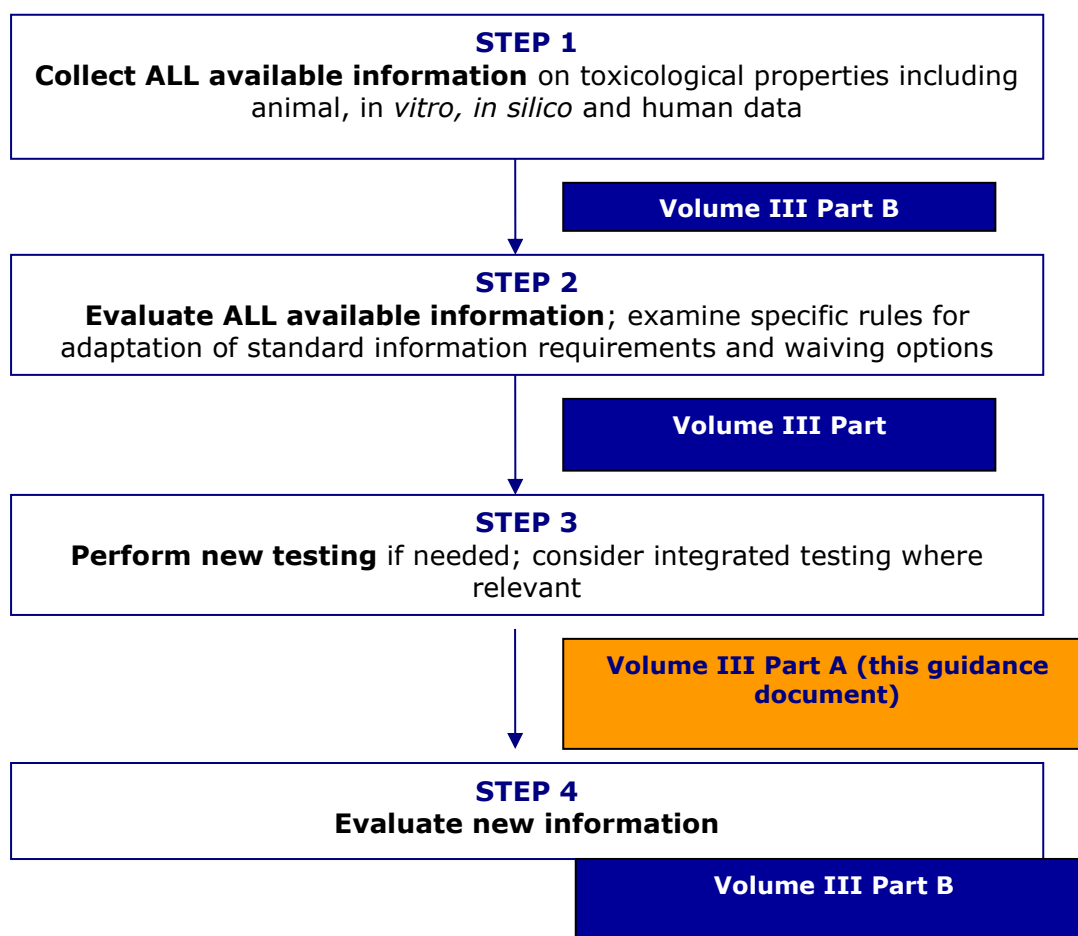 STEP 1
Collect ALL available information on toxicological properties including
animal, in vitro, in silico and human data
Volume III Part B
STEP 2
Evaluate ALL available information; examine specific rules for
adaptation of standard information requirements and waiving options
Volume III Part
STEP 3
Perform new testing if needed; consider integrated testing where
relevant
Volume III Part A (this guidance
document)
STEP 4
Evaluate new information
Volume III Part B